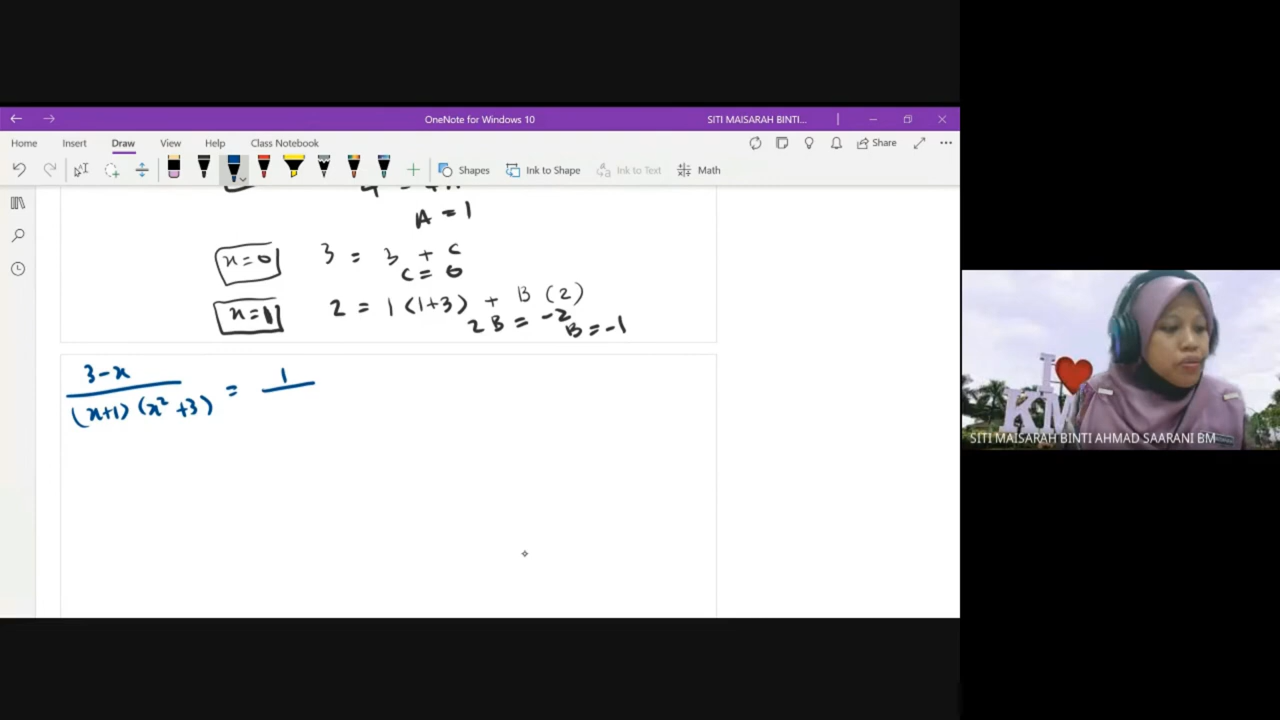 OneNote for Windows 10
SITI MAISARAH BINTI...
Home Insert Draw View Help Class Notebook
Share
Shapes Ink to Shape Ink to Text Math
A = 1
x=0 3 = 3 + C
C = 0
x=1 2 = 1(1+3) + B(2)
2B = -2
B = -1
3-x
= 1
(x+1)(x²+3)
I
KM
SITI MAISARAH BINTI AHMAD SAARANI BM